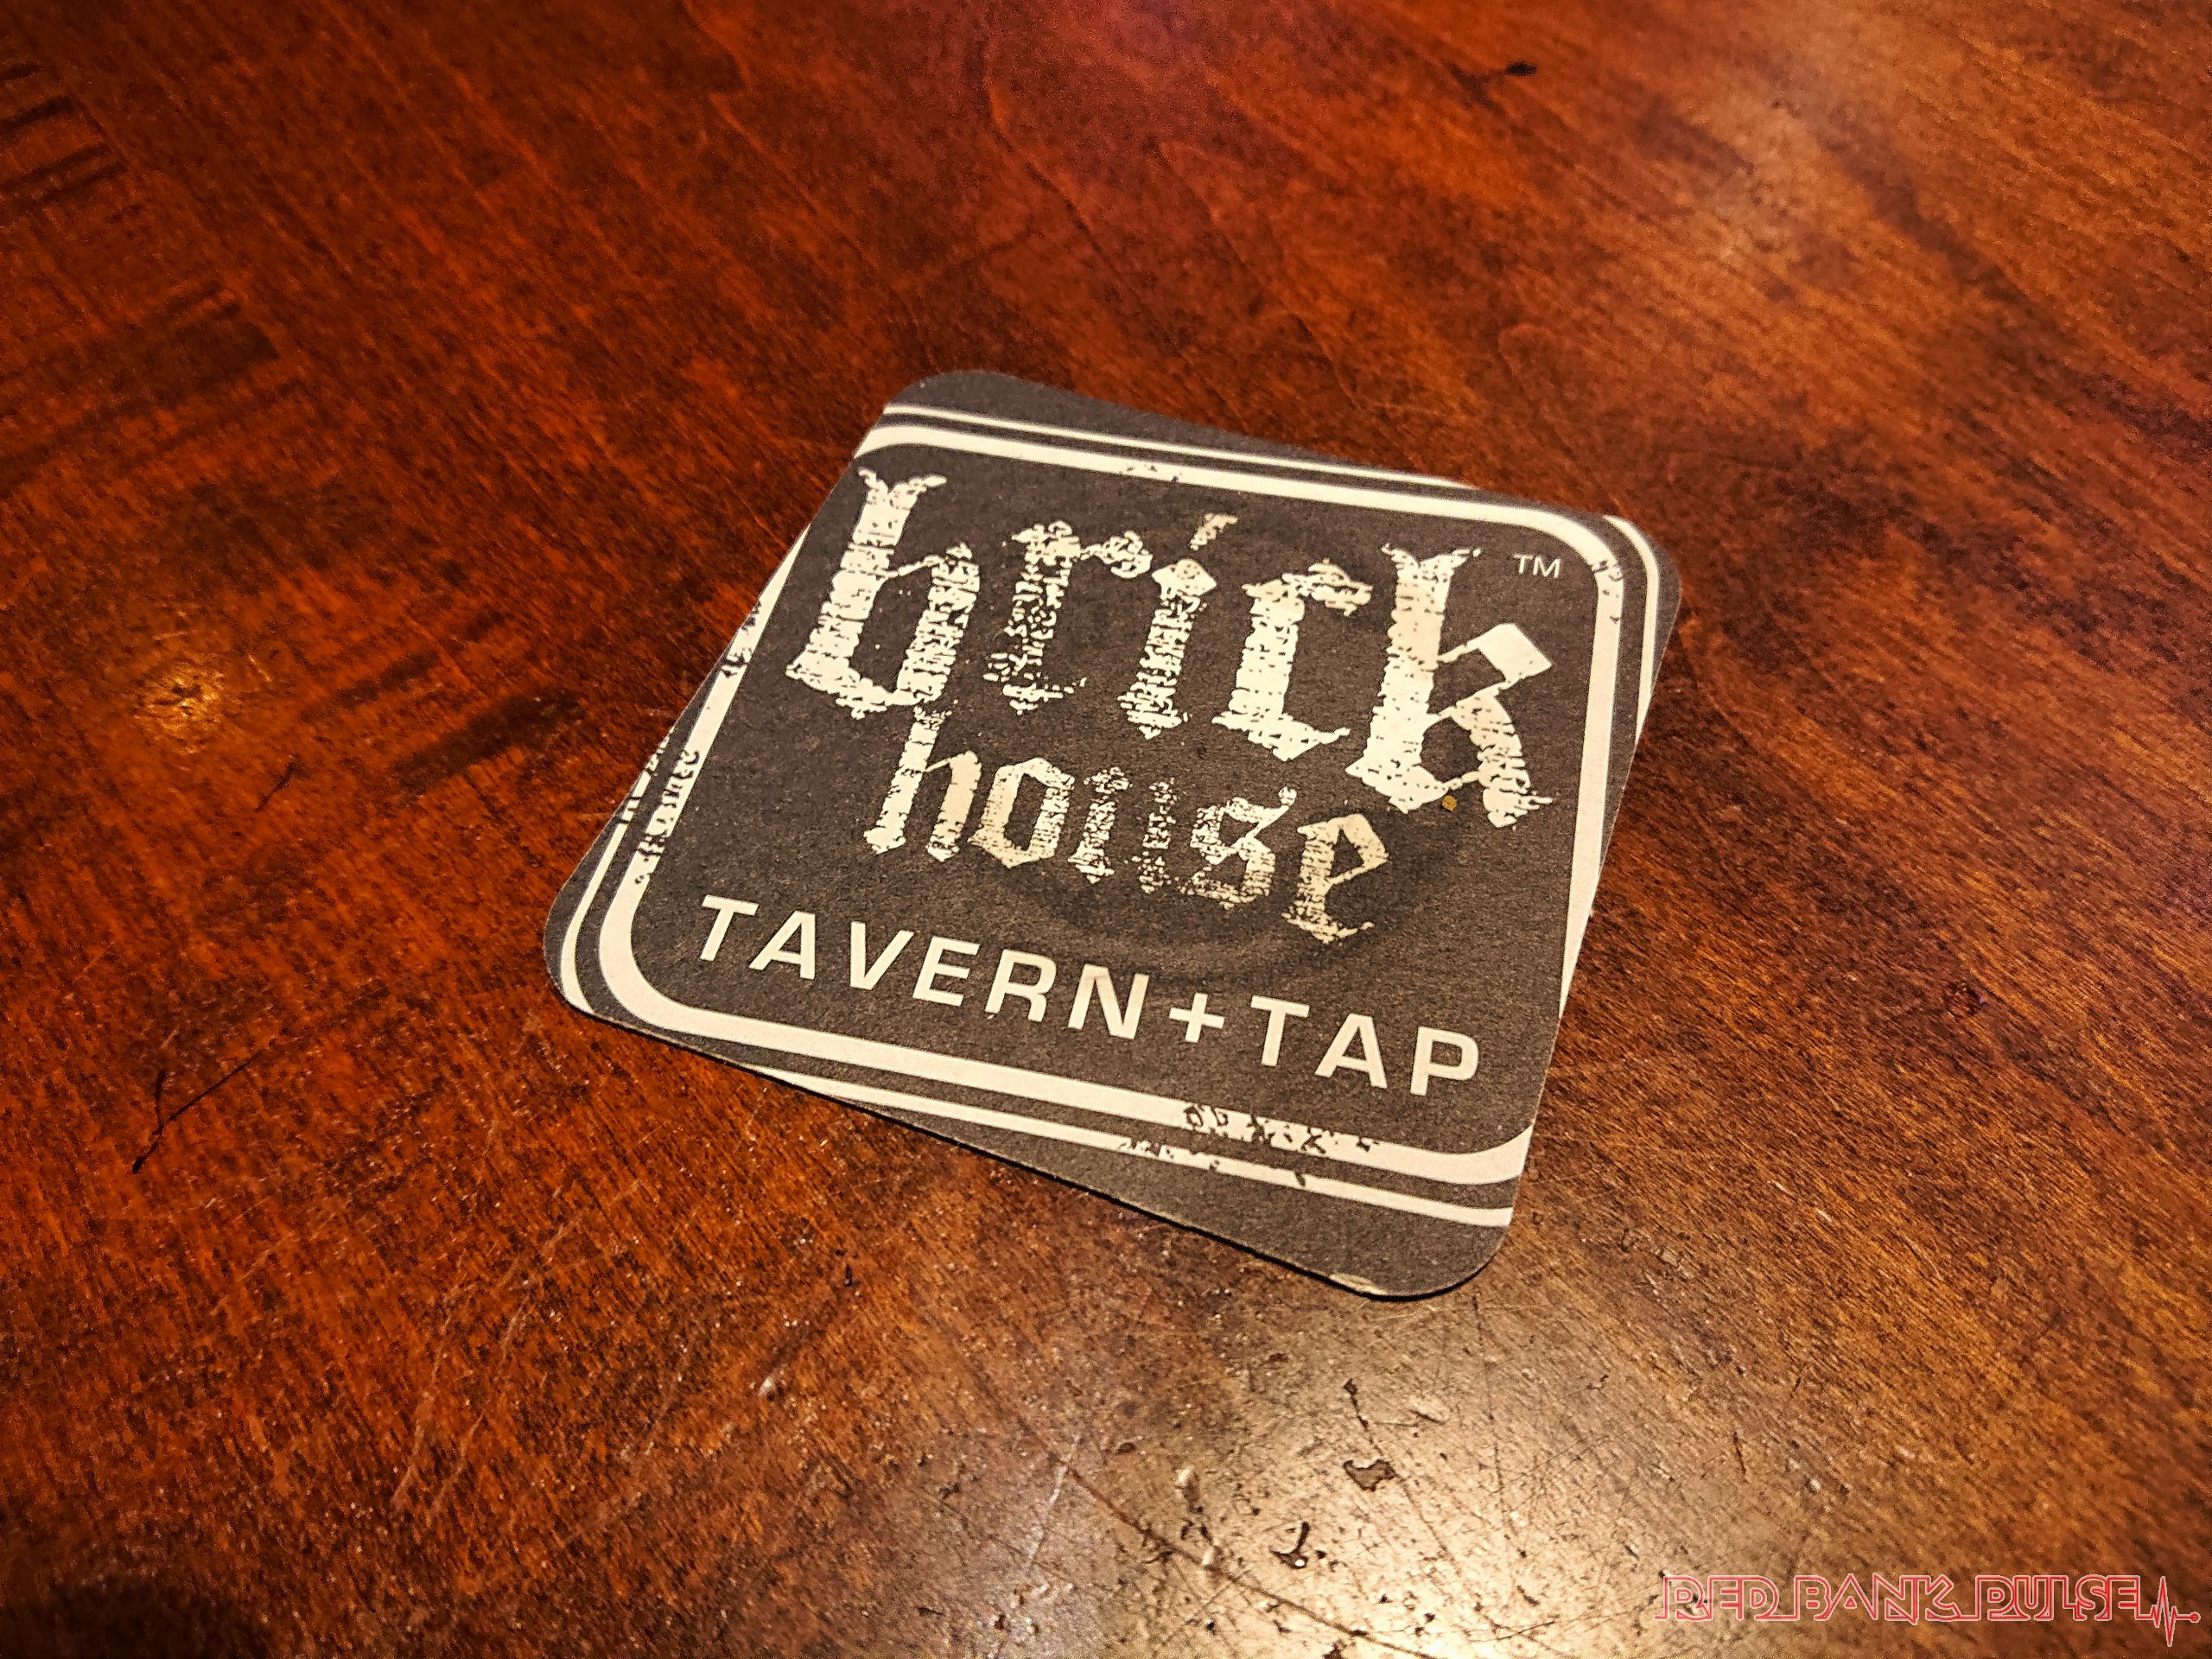 brick
TM
house
TAVERN+TAP
RED BANK PULSE